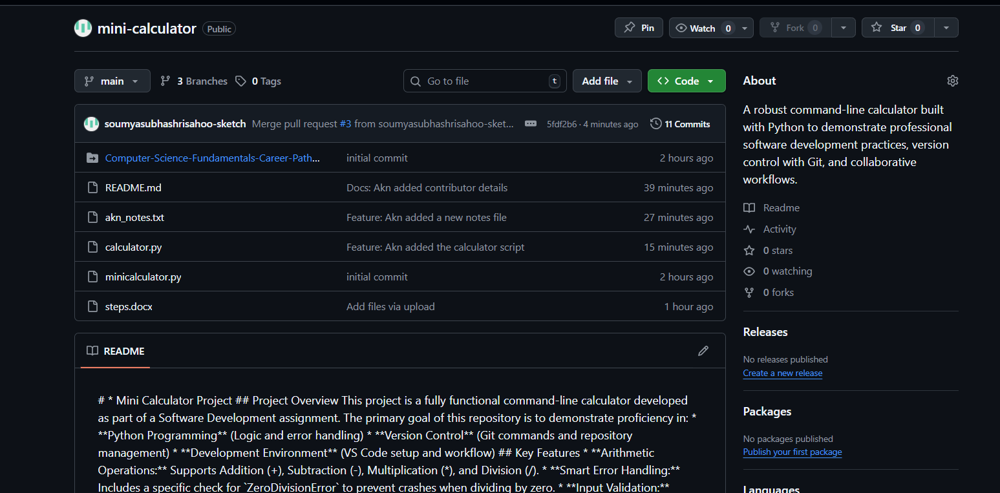 mini-calculator Public
Pin
Watch 0
Fork 0
Star 0
main
3 Branches
0 Tags
Go to file t
Add file
Code
soumyasubhashrisahoo-sketch Merge pull request #3 from soumyasubhashrisahoo-sket... 5fdf2b6 · 4 minutes ago 11 Commits
Computer-Science-Fundamentals-Career-Path... initial commit 2 hours ago
README.md Docs: Akn added contributor details 39 minutes ago
akn_notes.txt Feature: Akn added a new notes file 27 minutes ago
calculator.py Feature: Akn added the calculator script 15 minutes ago
minicalculator.py initial commit 2 hours ago
steps.docx Add files via upload 1 hour ago
README
# * Mini Calculator Project ## Project Overview This project is a fully functional command-line calculator developed
as part of a Software Development assignment. The primary goal of this repository is to demonstrate proficiency in: *
**Python Programming** (Logic and error handling) * **Version Control** (Git commands and repository
management) * **Development Environment** (VS Code setup and workflow) ## Key Features * **Arithmetic
Operations:** Supports Addition (+), Subtraction (-), Multiplication (*), and Division (/). * **Smart Error Handling:**
Includes a specific check for `ZeroDivisionError` to prevent crashes when dividing by zero. * **Input Validation:**
About
A robust command-line calculator built
with Python to demonstrate professional
software development practices, version
control with Git, and collaborative
workflows.
Readme
Activity
0 stars
0 watching
0 forks
Releases
No releases published
Create a new release
Packages
No packages published
Publish your first package
Languages